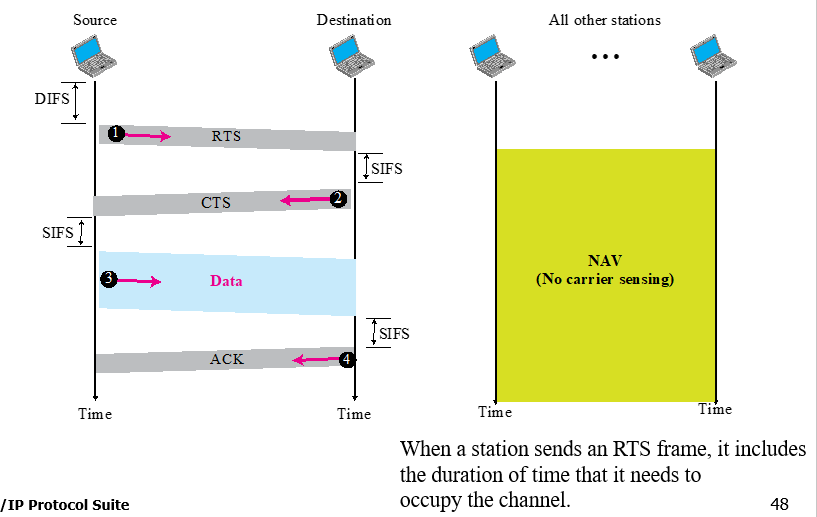 Source
Destination
All other stations
...
DIFS
1
RTS
SIFS
CTS
2
SIFS
3
Data
NAV
(No carrier sensing)
SIFS
ACK
4
Time
Time
Time
Time
When a station sends an RTS frame, it includes
the duration of time that it needs to
occupy the channel.
/IP Protocol Suite
48